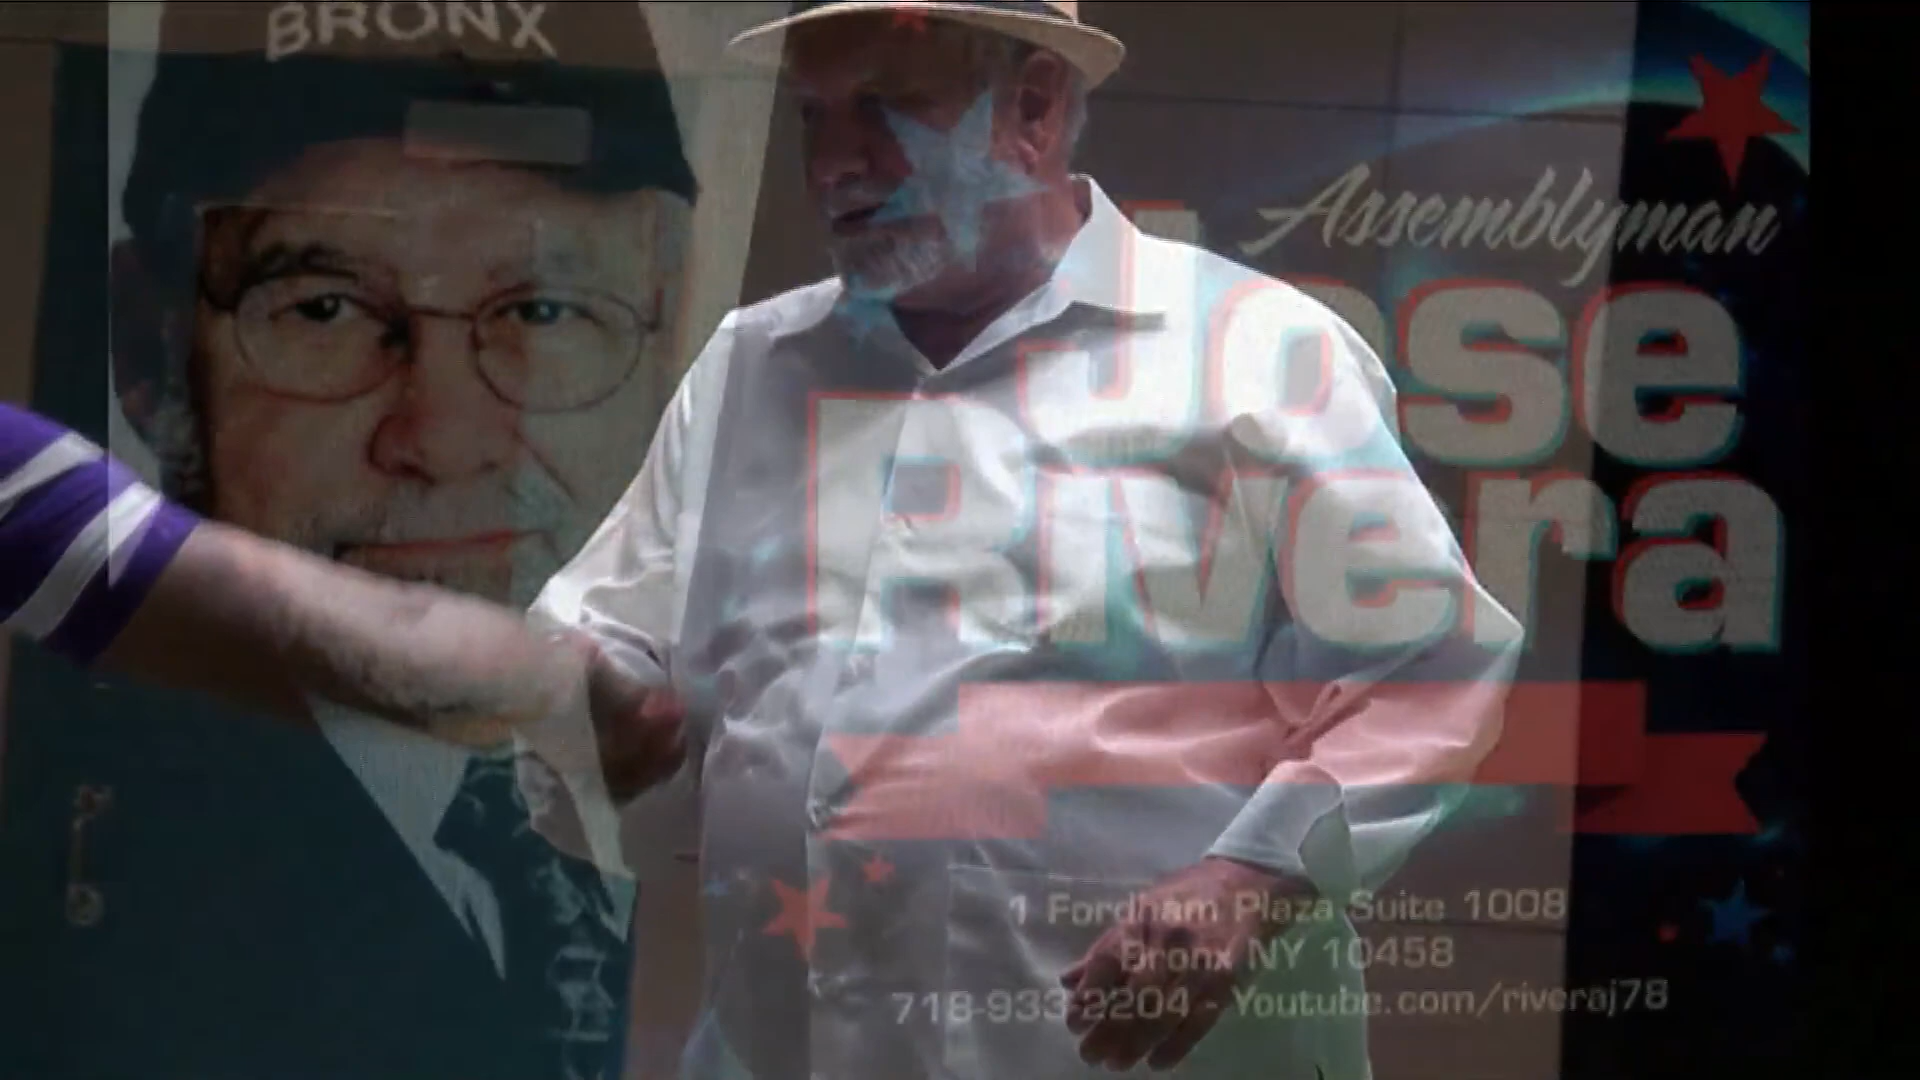 BRONX
Assemblyman
Jose
Rivera
1 Fordham Plaza Suite 1008
Bronx NY 10458
718-933-2204 - Youtube.com/riveraj78